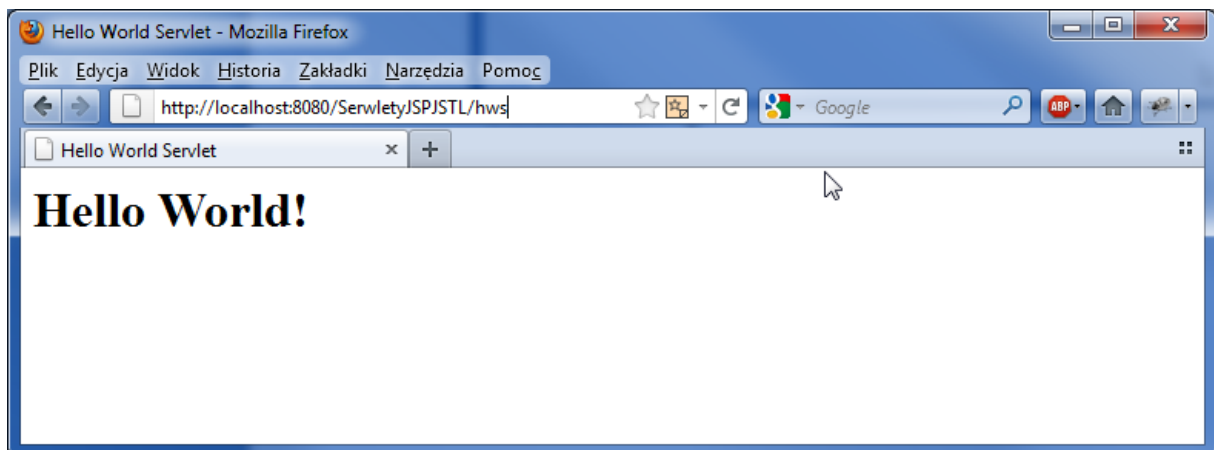 Hello World Servlet - Mozilla Firefox
Plik Edycja Widok Historia Zakładki Narzędzia Pomoc
http://localhost:8080/SerwletyJSPJSTL/hws Google ABP
Hello World Servlet
Hello World!